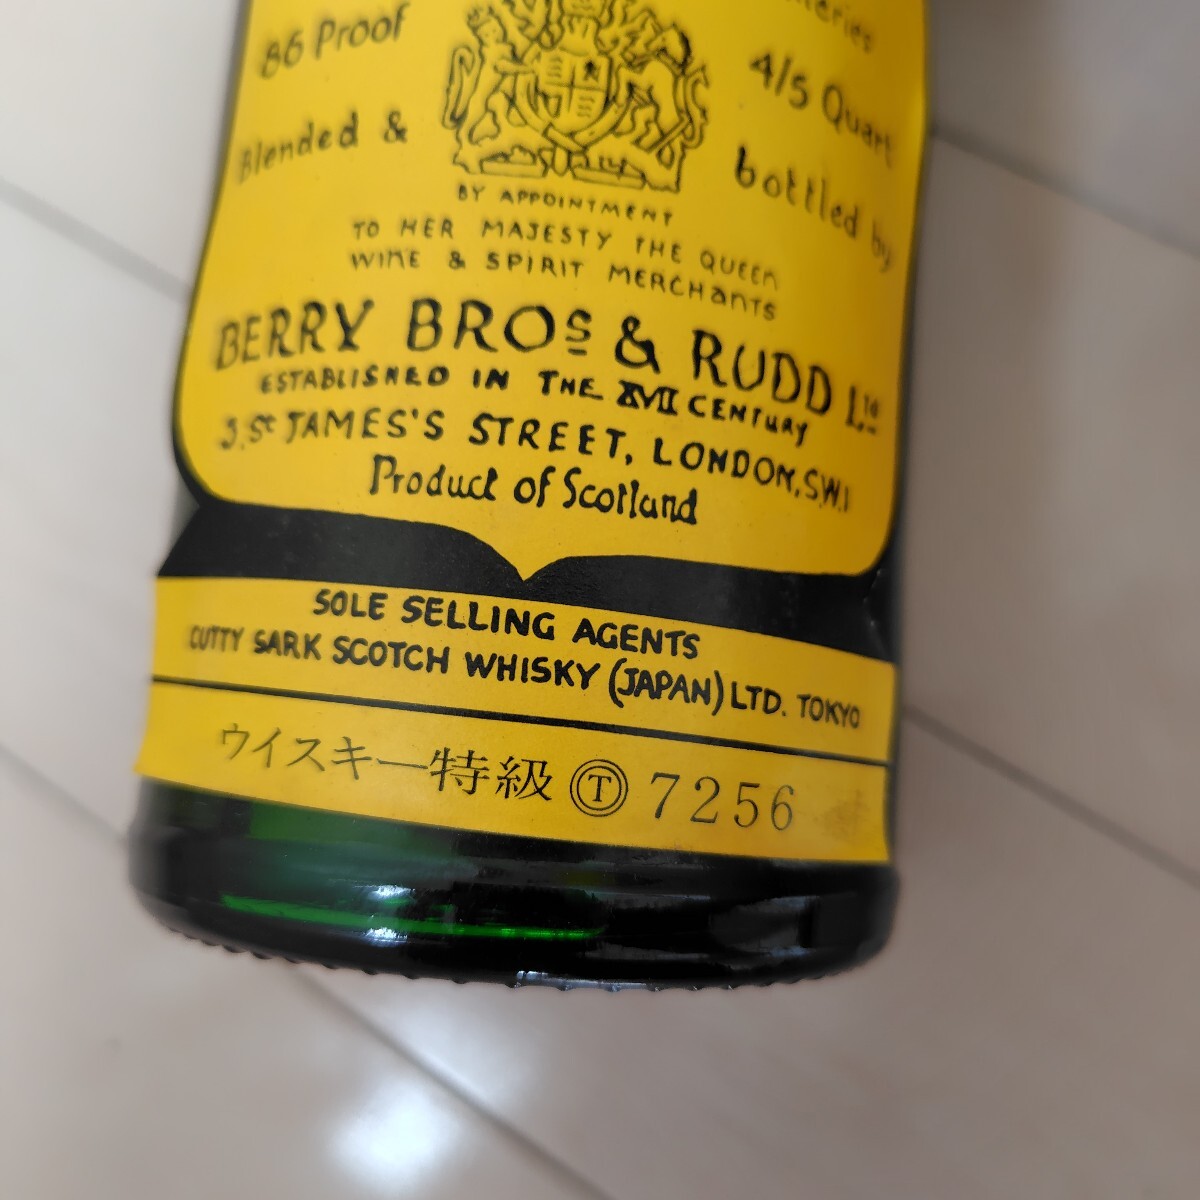 86 Proof
4/5 Quart
Blended &
bottled by
BY APPOINTMENT
TO HER MAJESTY THE QUEEN
WINE & SPIRIT MERCHANTS
BERRY BROS & RUDD LTD
ESTABLISHED IN THE XVII CENTURY
3, St JAMES'S STREET, LONDON, S.W.1
Product of Scotland
SOLE SELLING AGENTS
CUTTY SARK SCOTCH WHISKY (JAPAN) LTD. TOKYO
ウイスキー特級 Ⓣ 7256